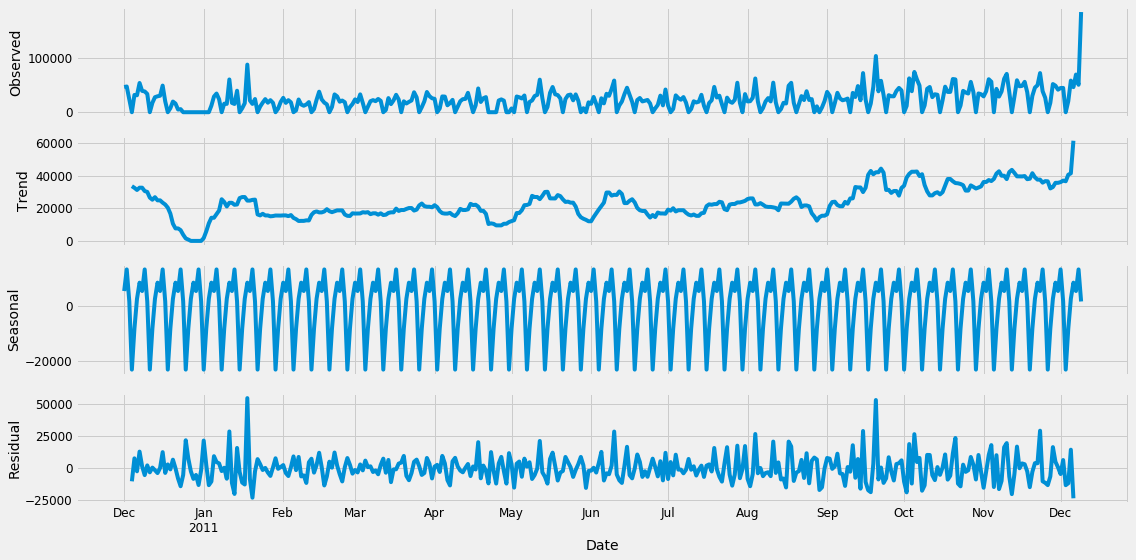 Observed
100000
0
Trend
60000
40000
20000
0
Seasonal
0
−20000
Residual
50000
25000
0
−25000
Dec Jan Feb Mar Apr May Jun Jul Aug Sep Oct Nov Dec
2011
Date